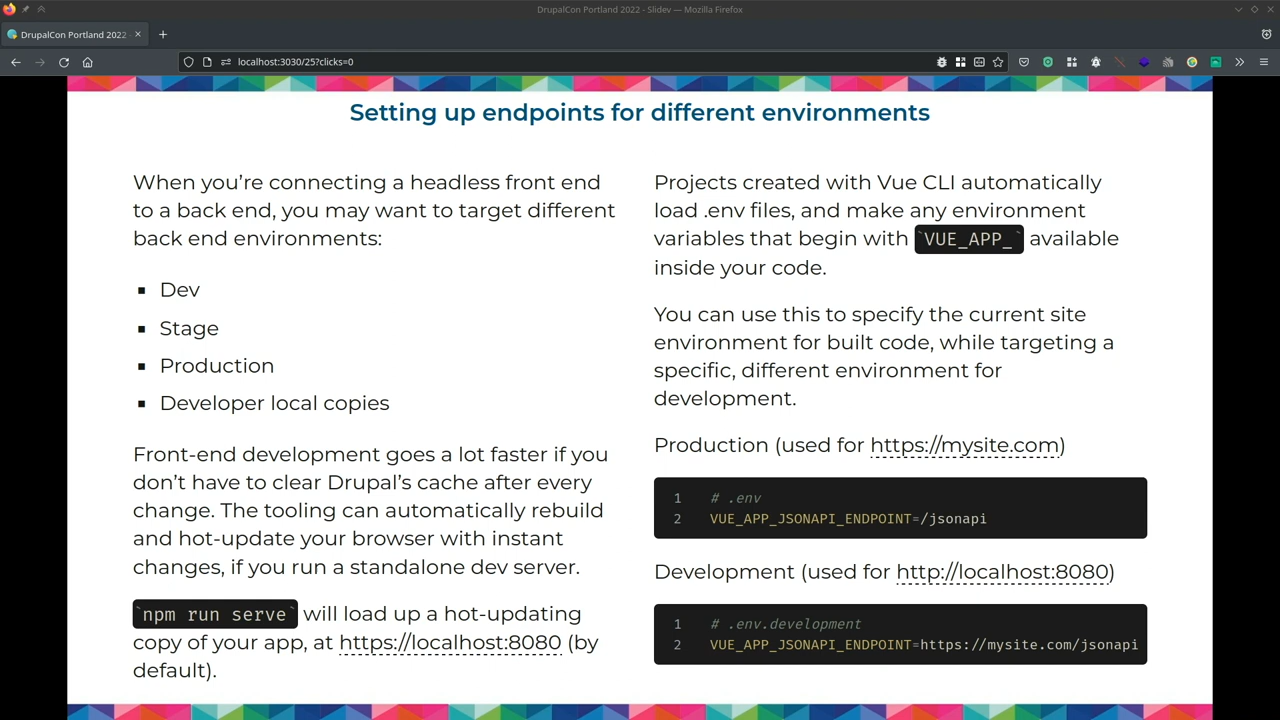 DrupalCon Portland 2022 - Slidev — Mozilla Firefox
DrupalCon Portland 2022
localhost:3030/25?clicks=0
Setting up endpoints for different environments
When you’re connecting a headless front end
to a back end, you may want to target different
back end environments:
Dev
Stage
Production
Developer local copies
Front-end development goes a lot faster if you
don’t have to clear Drupal’s cache after every
change. The tooling can automatically rebuild
and hot-update your browser with instant
changes, if you run a standalone dev server.
`npm run serve` will load up a hot-updating
copy of your app, at https://localhost:8080 (by
default).
Projects created with Vue CLI automatically
load .env files, and make any environment
variables that begin with `VUE_APP_` available
inside your code.
You can use this to specify the current site
environment for built code, while targeting a
specific, different environment for
development.
Production (used for https://mysite.com)
1 # .env
2 VUE_APP_JSONAPI_ENDPOINT=/jsonapi
Development (used for http://localhost:8080)
1 # .env.development
2 VUE_APP_JSONAPI_ENDPOINT=https://mysite.com/jsonapi